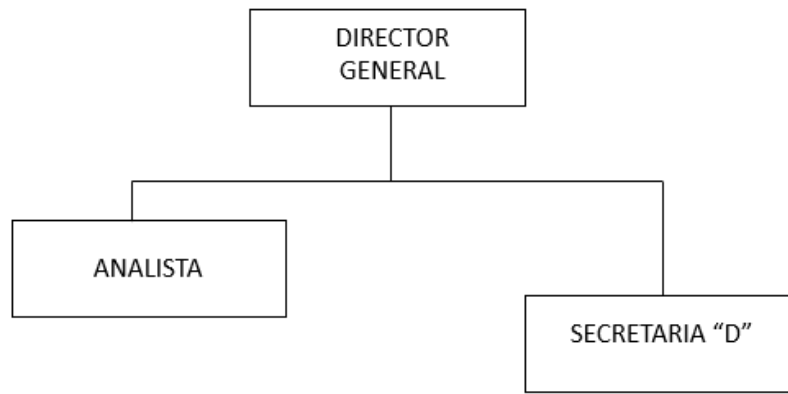 DIRECTOR
GENERAL
ANALISTA
SECRETARIA “D”